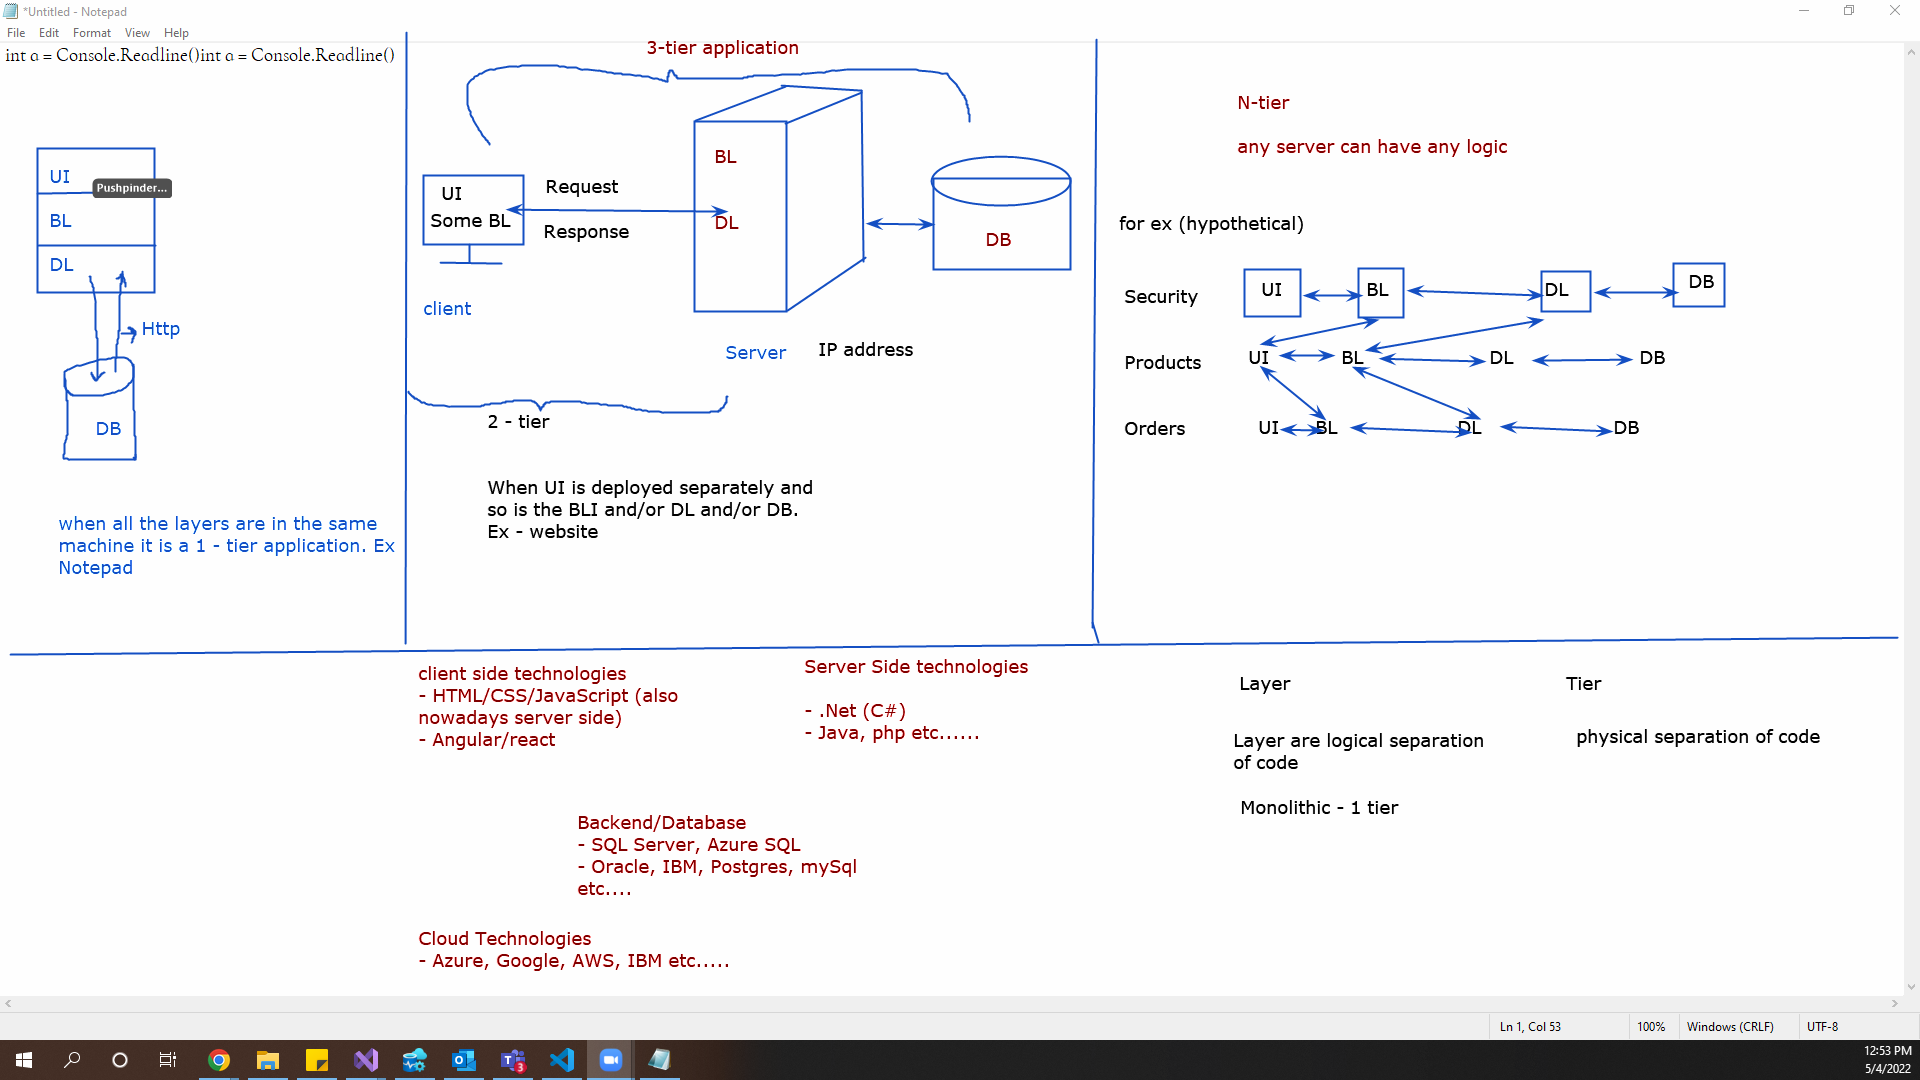 *Untitled - Notepad
File Edit Format View Help
int a = Console.Readline()int a = Console.Readline()
UI
Pushpinder...
BL
DL
Http
DB
when all the layers are in the same
machine it is a 1 - tier application. Ex
Notepad
3-tier application
BL
UI
Request
Some BL
DL
Response
DB
client
Server
IP address
2 - tier
When UI is deployed separately and
so is the BLI and/or DL and/or DB.
Ex - website
N-tier
any server can have any logic
for ex (hypothetical)
Security UI BL DL DB
Products UI BL DL DB
Orders UI BL DL DB
client side technologies
- HTML/CSS/JavaScript (also
nowadays server side)
- Angular/react
Server Side technologies
- .Net (C#)
- Java, php etc......
Backend/Database
- SQL Server, Azure SQL
- Oracle, IBM, Postgres, mySql
etc....
Cloud Technologies
- Azure, Google, AWS, IBM etc.....
Layer Tier
Layer are logical separation
of code
physical separation of code
Monolithic - 1 tier
Ln 1, Col 53 100% Windows (CRLF) UTF-8
3
12:53 PM
5/4/2022